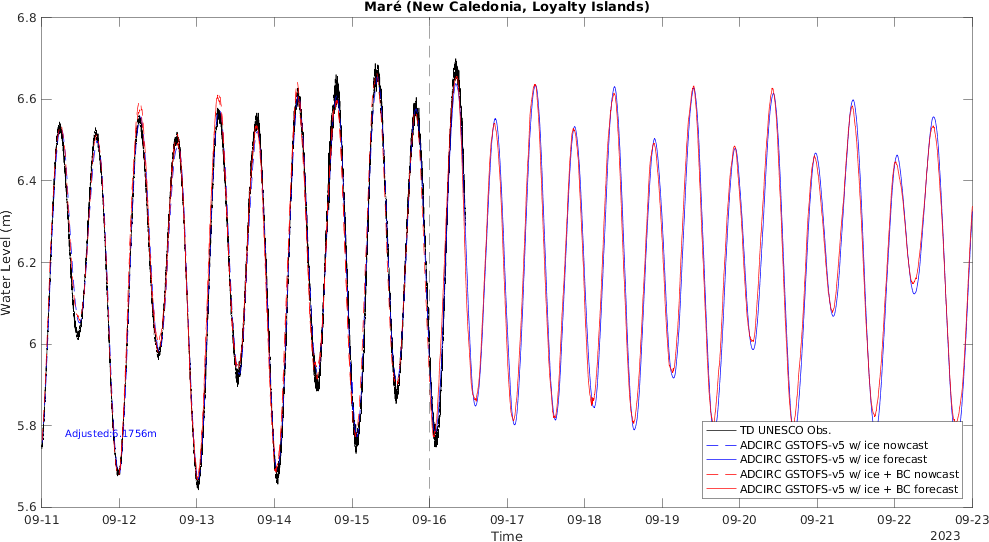 Maré (New Caledonia, Loyalty Islands)
6.8
6.6
6.4
6.2
6
5.8
5.6
Water Level (m)
Adjusted:6.1756m
TD UNESCO Obs.
ADCIRC GSTOFS-v5 w/ ice nowcast
ADCIRC GSTOFS-v5 w/ ice forecast
ADCIRC GSTOFS-v5 w/ ice + BC nowcast
ADCIRC GSTOFS-v5 w/ ice + BC forecast
09-11 09-12 09-13 09-14 09-15 09-16 09-17 09-18 09-19 09-20 09-21 09-22 09-23
Time
2023